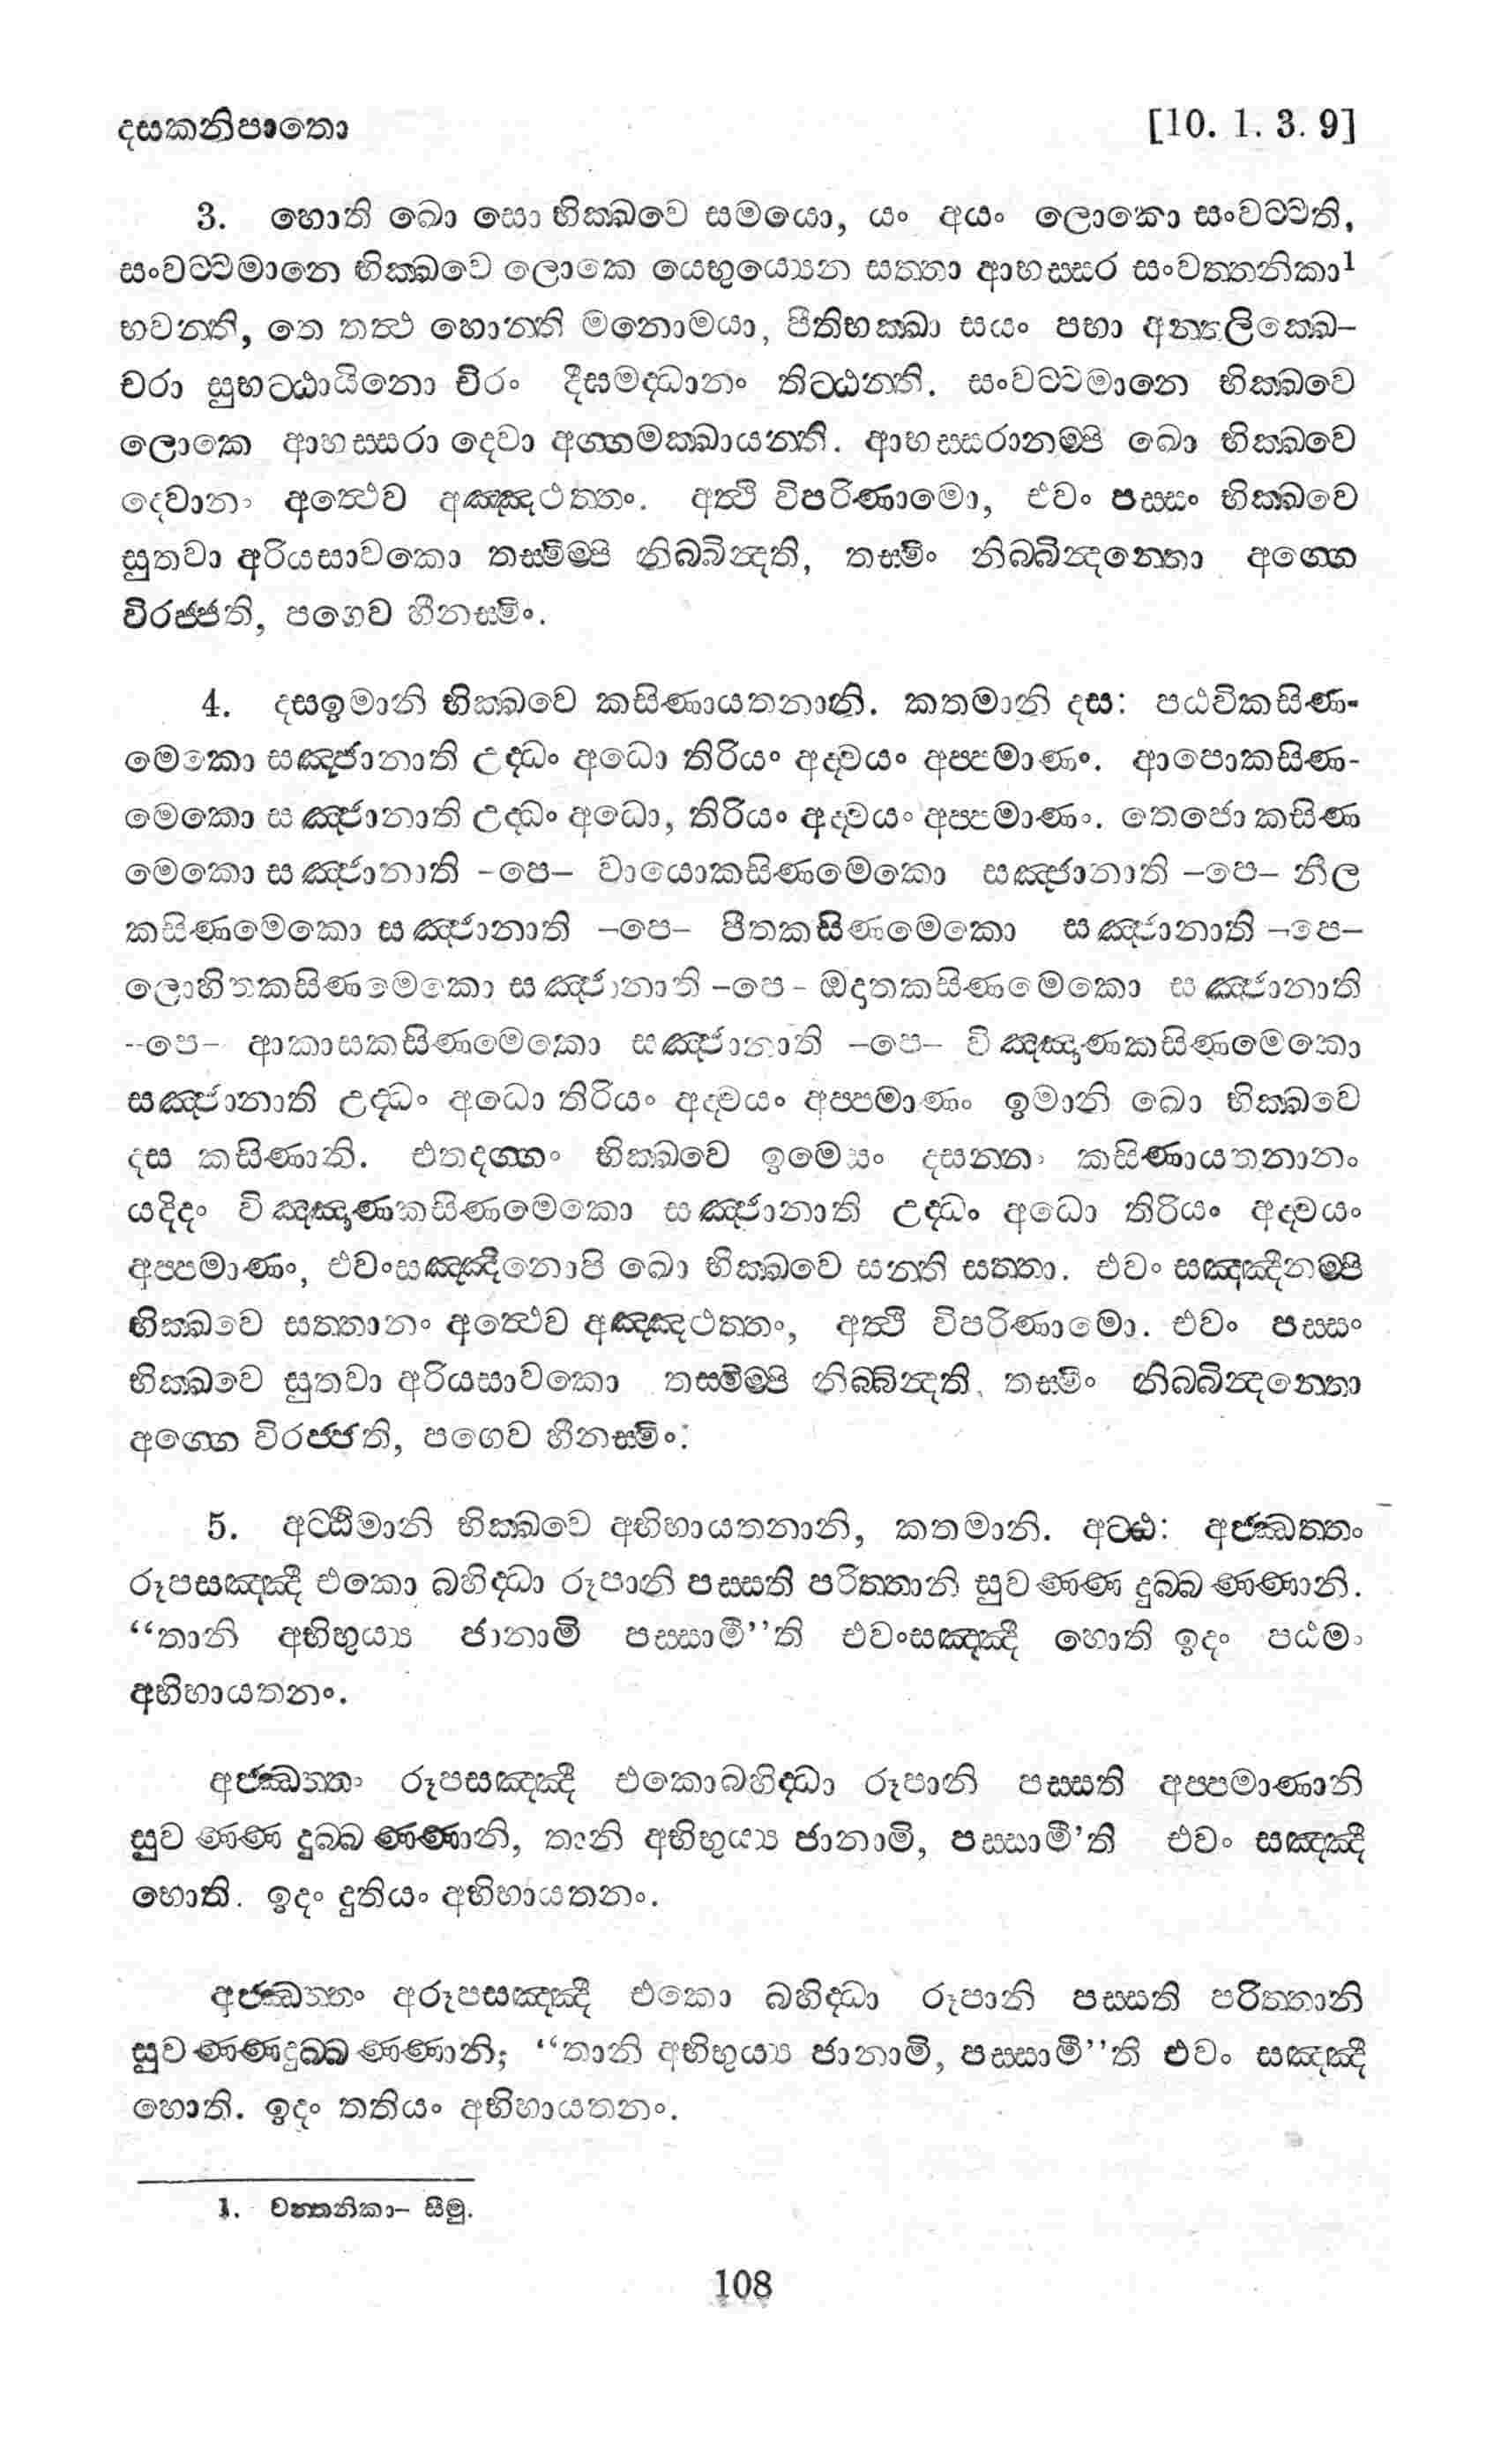 දසකනිපාතො [10. 1. 3. 9]
3. හොති ඛො සො භික්ඛවෙ සමයො, යං අයං ලොකො සංවට්ටති,
සංවට්ටමානෙ භික්ඛවෙ ලොකෙ යෙභුය්‍යෙන සත්තා ආභස්සර සංවත්තනිකා1
භවන්ති, තෙ තත්ථ හොන්ති මනොමයා, පීතිභක්ඛා සයං පභා අන්තලික්ඛෙ–
චරා සුභට්ඨායිනො චිරං දීඝමද්ධානං තිට්ඨන්ති. සංවට්ටමානෙ භික්ඛවෙ
ලොකෙ ආභස්සරා දෙවා අග්ගමක්ඛායන්ති. ආභස්සරානම්පි ඛො භික්ඛවෙ
දෙවානං අත්ථෙව අඤ්ඤථත්තං. අත්ථි විපරිණාමො, එවං පස්සං භික්ඛවෙ
සුතවා අරියසාවකො තස්මිම්පි නිබ්බින්දති, තස්මිං නිබ්බින්දන්තො අග්ගෙ
විරජ්ජති, පගෙව හීනස්මිං.
4. දසඉමානි භික්ඛවෙ කසිණායතනානි. කතමානි දස: පඨවිකසිණ-
මෙකො සඤ්ජානාති උද්ධං අධො තිරියං අද්වයං අප්පමාණං. ආපොකසිණ-
මෙකො සඤ්ජානාති උද්ධං අධො, තිරියං අද්වයං අප්පමාණං. තෙජො කසිණ
මෙකො සඤ්ජානාති -පෙ– වායොකසිණමෙකො සඤ්ජානාති –පෙ– නීල
කසිණමෙකො සඤ්ජානාති –පෙ– පීතකසිණමෙකො සඤ්ජානාති –පෙ–
ලොහිතකසිණමෙකො සඤ්ජානාති –පෙ- ඔදාතකසිණමෙකො සඤ්ජානාති
--පෙ- ආකාසකසිණමෙකො සඤ්ජානාති –පෙ– විඤ්ඤාණකසිණමෙකො
සඤ්ජානාති උද්ධං අධො තිරියං අද්වයං අප්පමාණං ඉමානි ඛො භික්ඛවෙ
දස කසිණානි. එතදග්ගං භික්ඛවෙ ඉමෙසං දසන්නං කසිණායතනානං
යදිදං විඤ්ඤාණකසිණමෙකො සඤ්ජානාති උද්ධං අධො තිරියං අද්වයං
අප්පමාණං, එවංසඤ්ඤිනොපි ඛො භික්ඛවෙ සන්ති සත්තා. එවං සඤ්ඤීනම්පි
භික්ඛවෙ සත්තානං අත්ථෙව අඤ්ඤථත්තං, අත්ථි විපරිණාමො. එවං පස්සං
භික්ඛවෙ සුතවා අරියසාවකො තස්මිම්පි නිබ්බින්දති, තස්මිං නිබ්බින්දන්තො
අග්ගෙ විරජ්ජති, පගෙව හීනස්මිං.
5. අට්ඨිමානි භික්ඛවෙ අභිභායතනානි, කතමානි. අට්ඨ: අජ්ඣත්තං
රූපසඤ්ඤී එකො බහිද්ධා රූපානි පස්සති පරිත්තානි සුවණ්ණ දුබ්බණ්ණානි.
“තානි අභිභුය්‍ය ජානාමි පස්සාමී”ති එවංසඤ්ඤී හොති ඉදං පඨමං
අභිභායතනං.
අජ්ඣත්තං රූපසඤ්ඤී එකොබහිද්ධා රූපානි පස්සති අප්පමාණානි
සුවණ්ණ දුබ්බණ්ණානි, තානි අභිභුය්‍ය ජානාමි, පස්සාමී’ති එවං සඤ්ඤී
හොති. ඉදං දුතියං අභිභායතනං.
අජ්ඣත්තං අරූපසඤ්ඤී එකො බහිද්ධා රූපානි පස්සති පරිත්තානි
සුවණ්ණදුබ්බණ්ණානි; “තානි අභිභුය්‍ය ජානාමි, පස්සාමී”ති එවං සඤ්ඤී
හොති. ඉදං තතියං අභිභායතනං.
1. වත්තනිකා– සීමු.
108